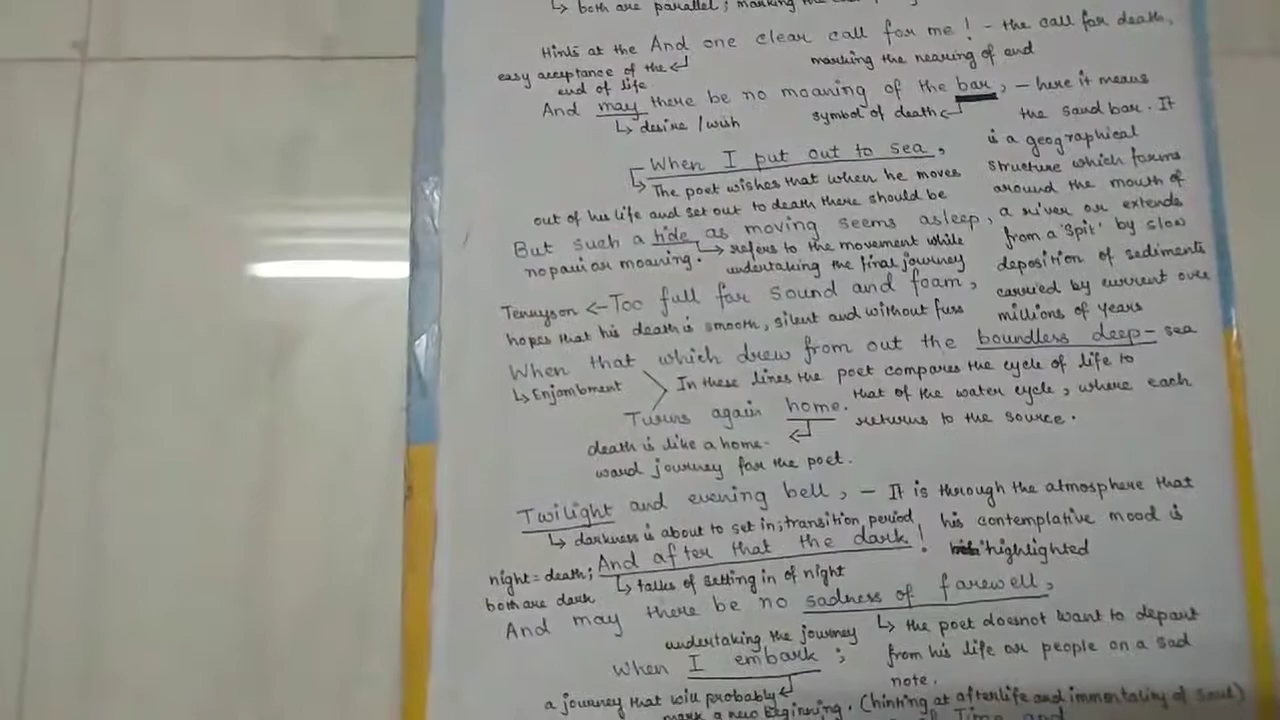 ↳ both are parallel; marking the
Hints at the And one clear call for me! - the call for death,
easy acceptance of the marking the nearing of end
end of life
And may there be no moaning of the bar, - here it means
↳ desire / wish symbol of death the sand bar. It
When I put out to sea, is a geographical
↳ The poet wishes that when he moves structure which forms
out of his life and set out to death there should be around the mouth of
But such a tide as moving seems asleep, a river or extends
no pain or moaning. ↳ refers to the movement while from a 'spit' by slow
undertaking the final journey deposition of sediments
Tennyson ← Too full for sound and foam, carried by current over
hopes that his death is smooth, silent and without fuss millions of years
When that which drew from out the boundless deep - sea
↳ Enjambment In these lines the poet compares the cycle of life to
Turns again home. that of the water cycle, where each
death is like a home- returns to the source.
ward journey for the poet.
Twilight and evening bell, - It is through the atmosphere that
↳ darkness is about to set in; transition period his contemplative mood is
night = death; And after that the dark! highlighted
both are dark ↳ talks of setting in of night
And may there be no sadness of farewell,
undertaking the journey ↳ the poet doesnot want to depart
When I embark; from his life or people on a sad
note.
a journey that will probably
mark a new beginning. (hinting at afterlife and immortality of soul)
of Time and